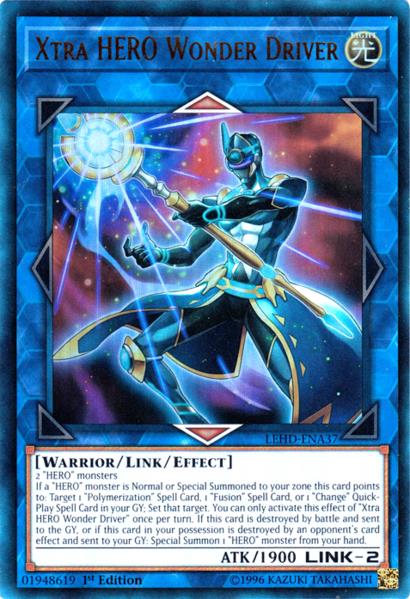 Xtra HERO Wonder Driver
LIGHT
光
LEHD-ENA37
[Warrior/Link/Effect]
2 "HERO" monsters
If a "HERO" monster is Normal or Special Summoned to your zone this card points
to: Target 1 "Polymerization" Spell Card, 1 "Fusion" Spell Card, or 1 "Change" Quick-
Play Spell Card in your GY; Set that target. You can only activate this effect of "Xtra
HERO Wonder Driver" once per turn. If this card is destroyed by battle and sent
to the GY, or if this card in your possession is destroyed by an opponent's card
effect and sent to your GY: Special Summon 1 "HERO" monster from your hand.
ATK/1900 LINK-2
01948619 1st Edition ©1996 KAZUKI TAKAHASHI